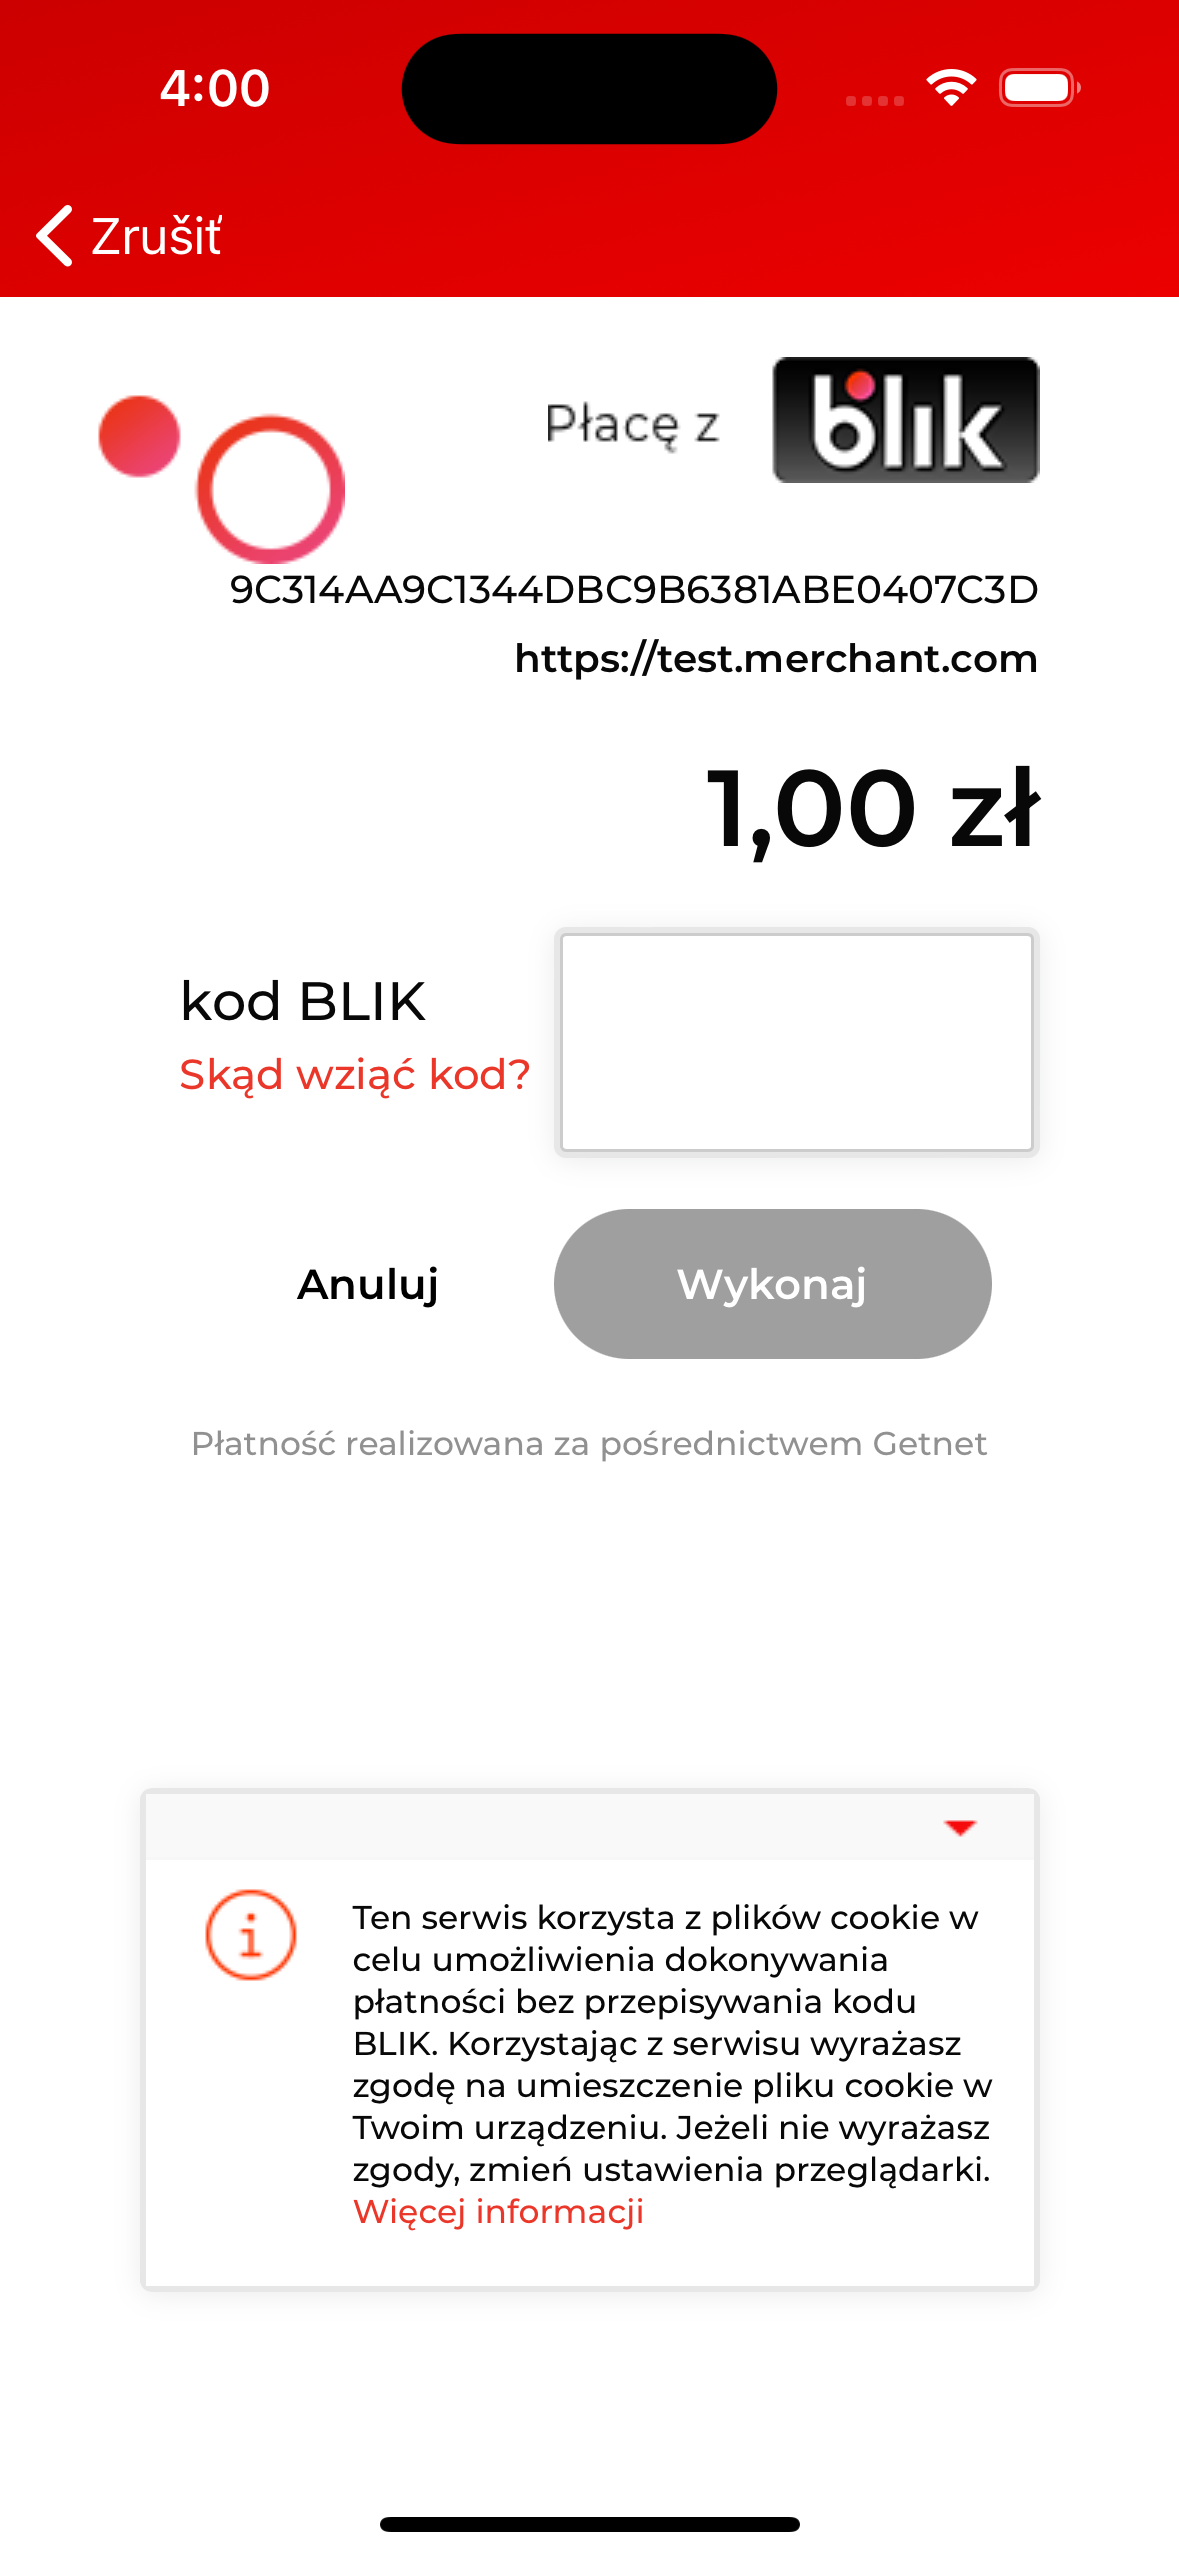 4:00
Zrušiť
Płacę z
blik
9C314AA9C1344DBC9B6381ABE0407C3D
https://test.merchant.com
1,00 zł
kod BLIK
Skąd wziąć kod?
Anuluj
Wykonaj
Płatność realizowana za pośrednictwem Getnet
Ten serwis korzysta z plików cookie w
celu umożliwienia dokonywania
płatności bez przepisywania kodu
BLIK. Korzystając z serwisu wyrażasz
zgodę na umieszczenie pliku cookie w
Twoim urządzeniu. Jeżeli nie wyrażasz
zgody, zmień ustawienia przeglądarki.
Więcej informacji